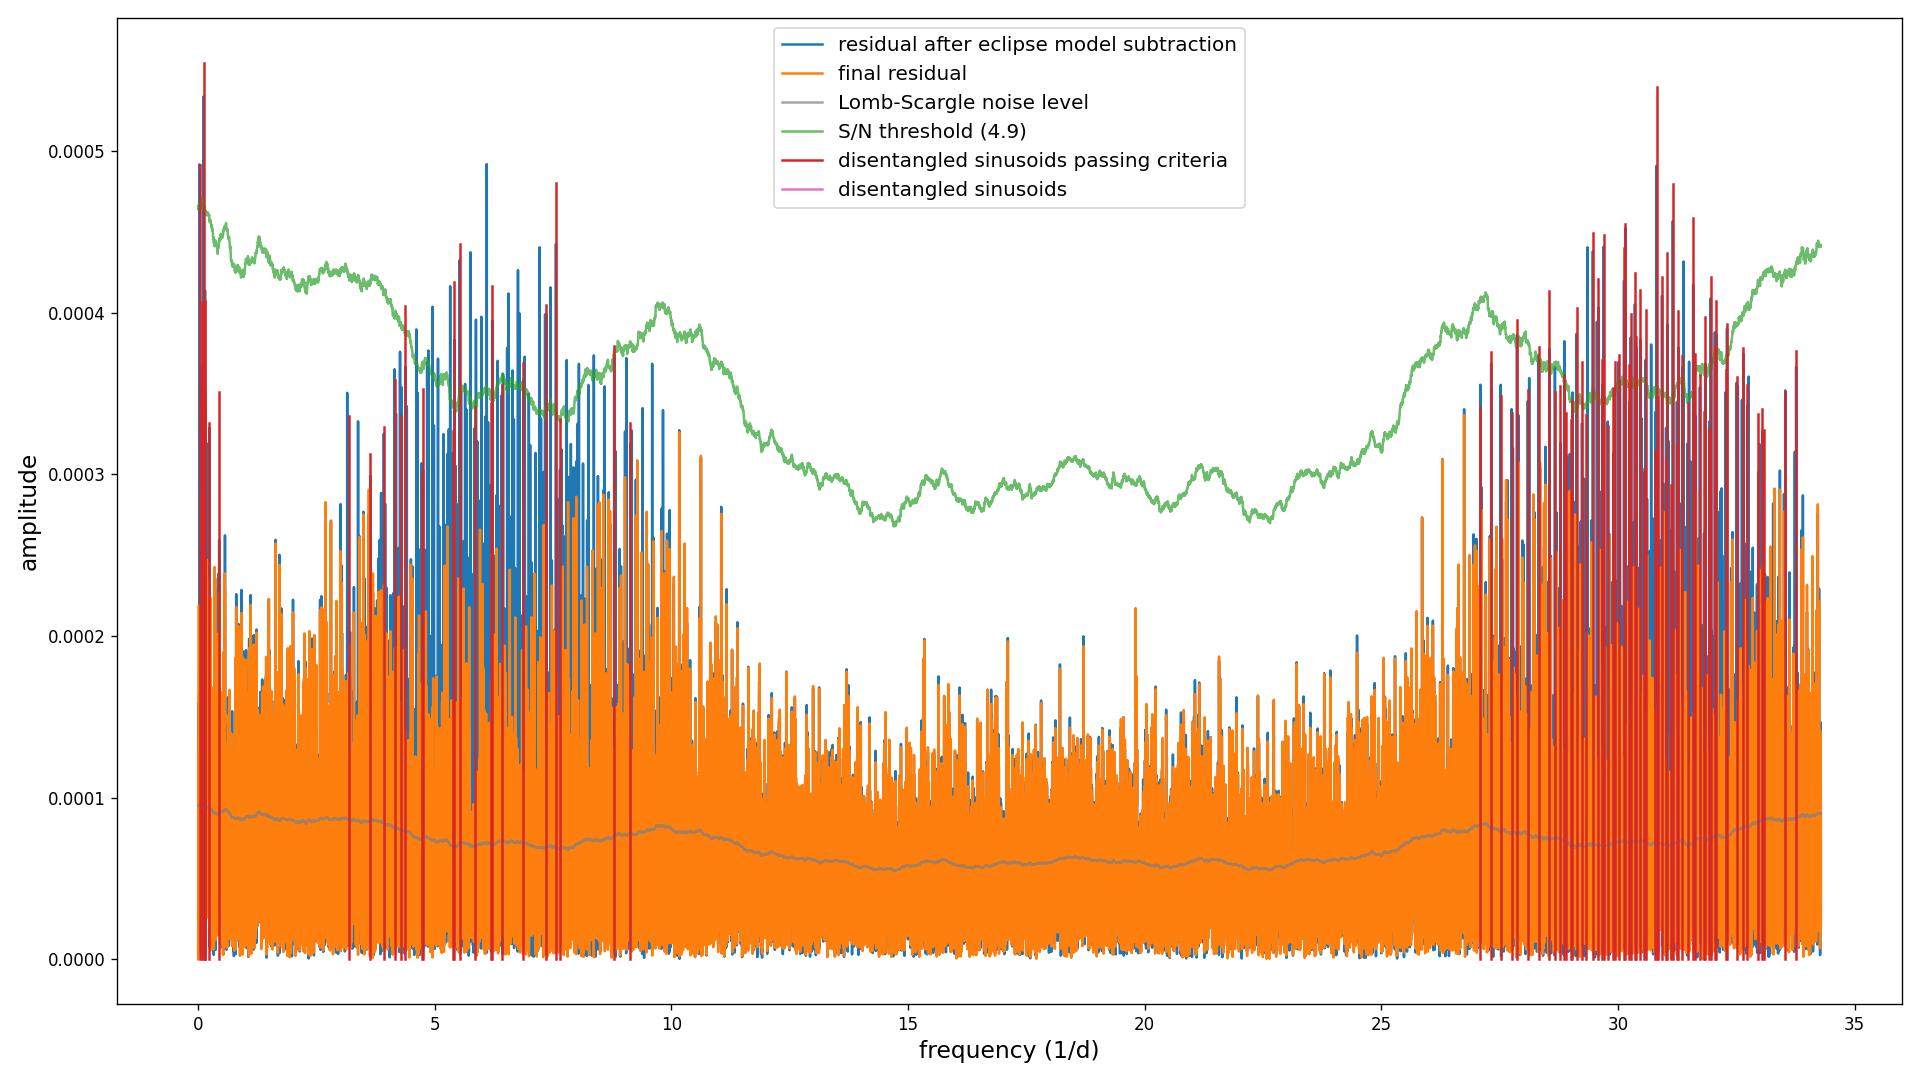 residual after eclipse model subtraction
final residual
Lomb-Scargle noise level
S/N threshold (4.9)
disentangled sinusoids passing criteria
disentangled sinusoids
amplitude
0.0005
0.0004
0.0003
0.0002
0.0001
0.0000
0 5 10 15 20 25 30 35
frequency (1/d)